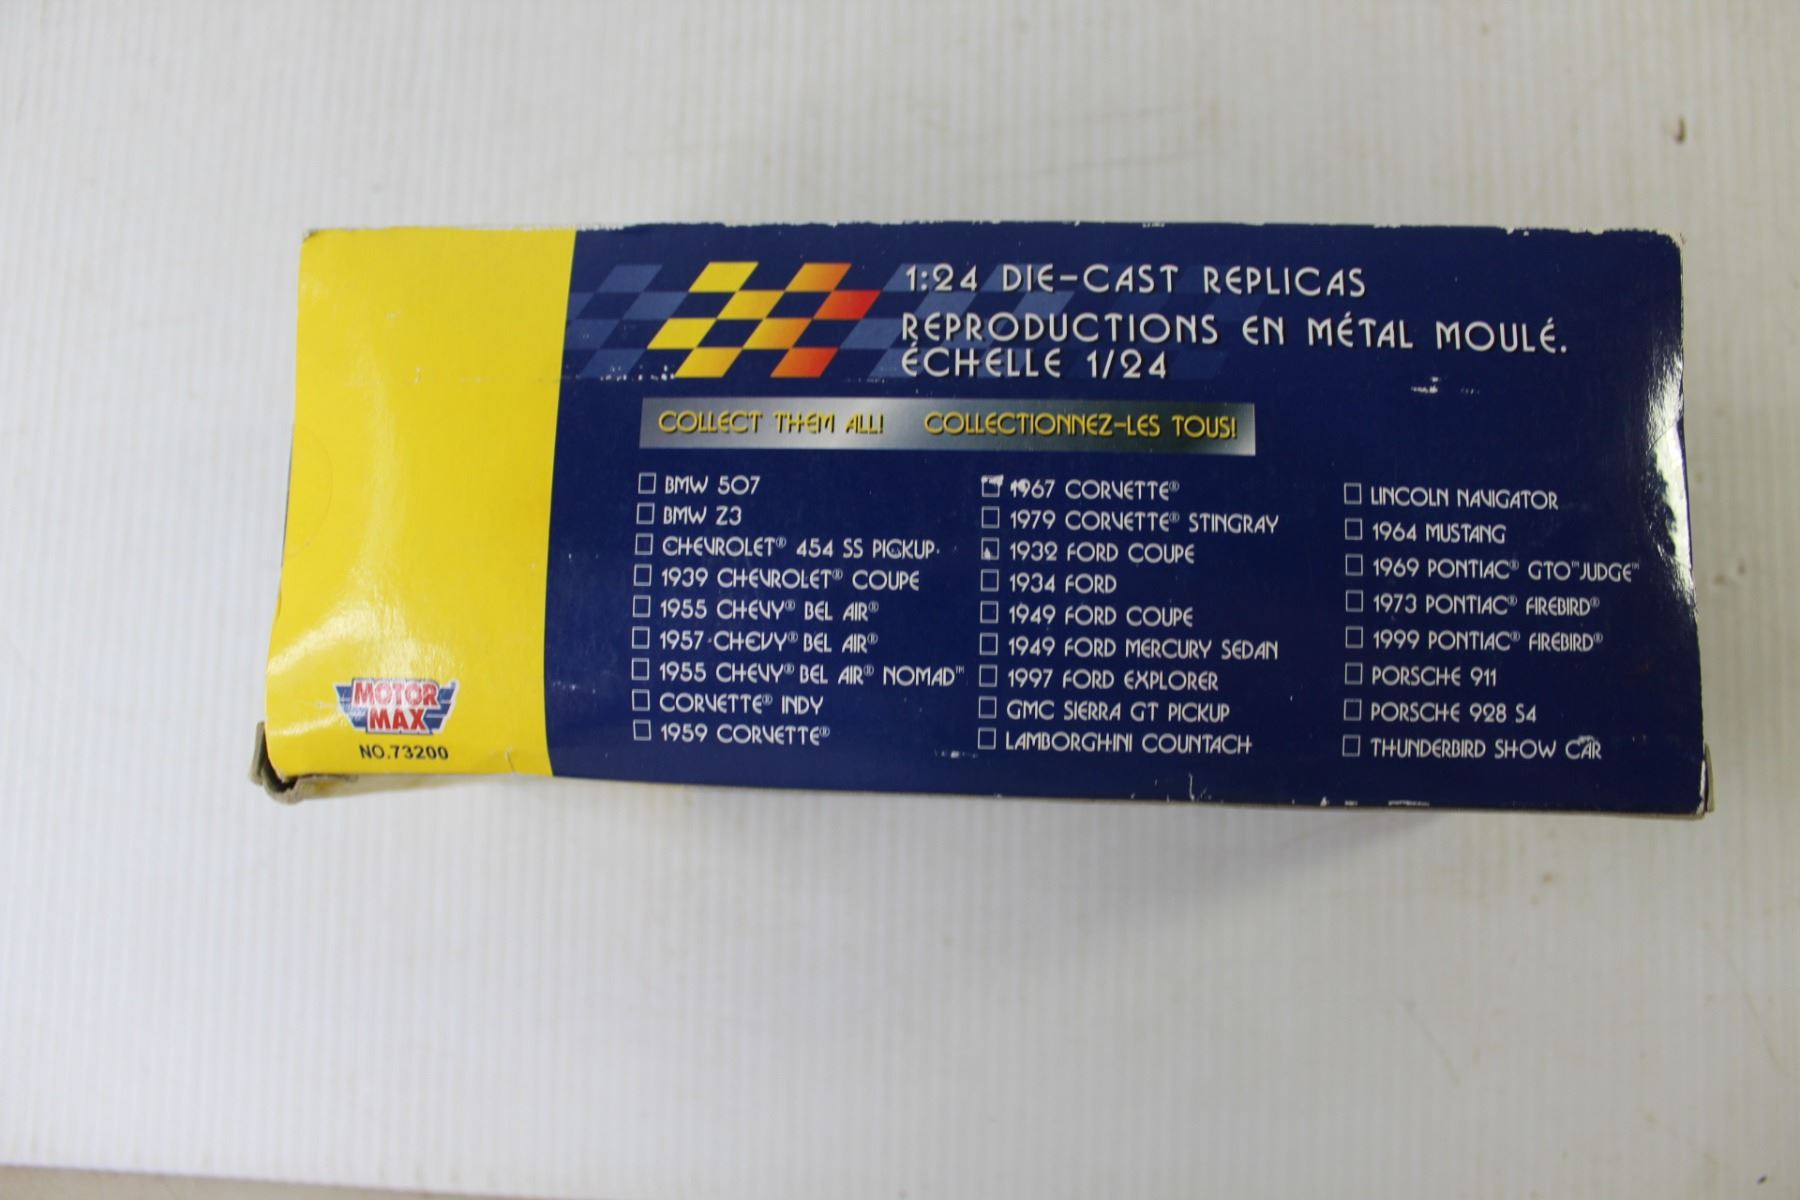 1:24 DIE-CAST REPLICAS
REPRODUCTIONS EN MÉTAL MOULÉ.
ÉCHELLE 1/24
COLLECT THEM ALL! COLLECTIONNEZ-LES TOUS!
BMW 507
BMW Z3
CHEVROLET® 454 SS PICKUP
1939 CHEVROLET® COUPE
1955 CHEVY® BEL AIR®
1957 CHEVY® BEL AIR®
1955 CHEVY® BEL AIR® NOMAD™
CORVETTE® INDY
1959 CORVETTE®
1967 CORVETTE®
1979 CORVETTE® STINGRAY
1932 FORD COUPE
1934 FORD
1949 FORD COUPE
1949 FORD MERCURY SEDAN
1997 FORD EXPLORER
GMC SIERRA GT PICKUP
LAMBORGHINI COUNTACH
LINCOLN NAVIGATOR
1964 MUSTANG
1969 PONTIAC® GTO™ JUDGE™
1973 PONTIAC® FIREBIRD®
1999 PONTIAC® FIREBIRD®
PORSCHE 911
PORSCHE 928 S4
THUNDERBIRD SHOW CAR
MOTOR
MAX
NO.73200